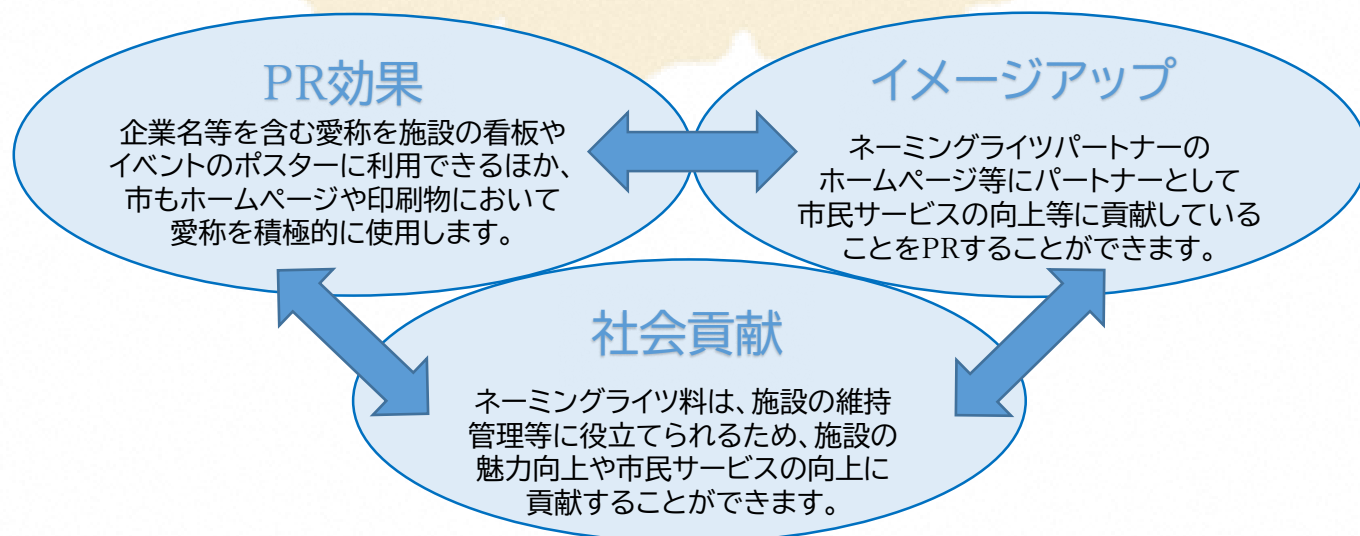 PR効果
企業名等を含む愛称を施設の看板や
イベントのポスターに利用できるほか、
市もホームページや印刷物において
愛称を積極的に使用します。
イメージアップ
ネーミングライツパートナーの
ホームページ等にパートナーとして
市民サービスの向上等に貢献している
ことをPRすることができます。
社会貢献
ネーミングライツ料は、施設の維持
管理等に役立てられるため、施設の
魅力向上や市民サービスの向上に
貢献することができます。